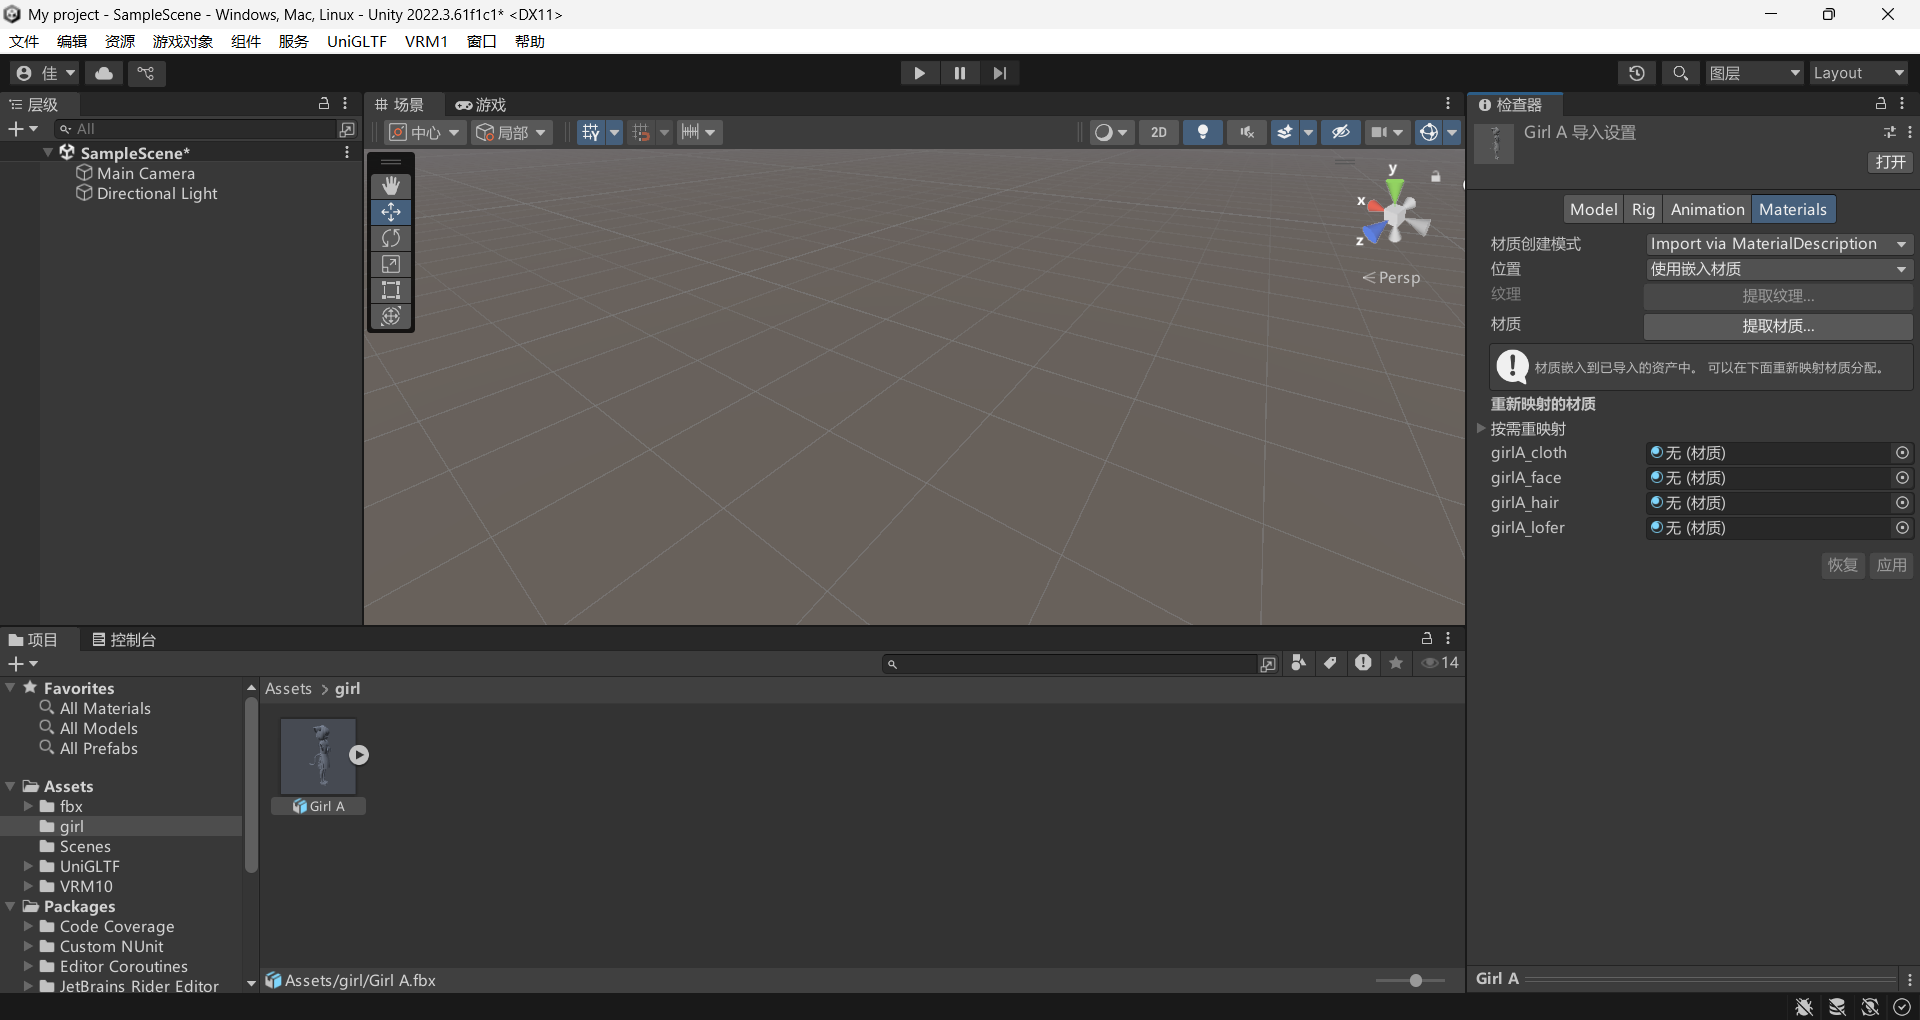 My project - SampleScene - Windows, Mac, Linux - Unity 2022.3.61f1c1* <DX11>
文件 编辑 资源 游戏对象 组件 服务 UniGLTF VRM1 窗口 帮助
佳 图层 Layout
层级
All
SampleScene*
Main Camera
Directional Light
场景 游戏
中心 局部 2D
y
x
z
Persp
检查器
Girl A 导入设置
打开
Model Rig Animation Materials
材质创建模式 Import via MaterialDescription
位置 使用嵌入材质
纹理 提取纹理...
材质 提取材质...
材质嵌入到已导入的资产中。 可以在下面重新映射材质分配。
重新映射的材质
按需重映射
girlA_cloth 无 (材质)
girlA_face 无 (材质)
girlA_hair 无 (材质)
girlA_lofer 无 (材质)
恢复 应用
项目 控制台
14
Favorites
All Materials
All Models
All Prefabs
Assets
fbx
girl
Scenes
UniGLTF
VRM10
Packages
Code Coverage
Custom NUnit
Editor Coroutines
JetBrains Rider Editor
Assets > girl
Girl A
Assets/girl/Girl A.fbx
Girl A